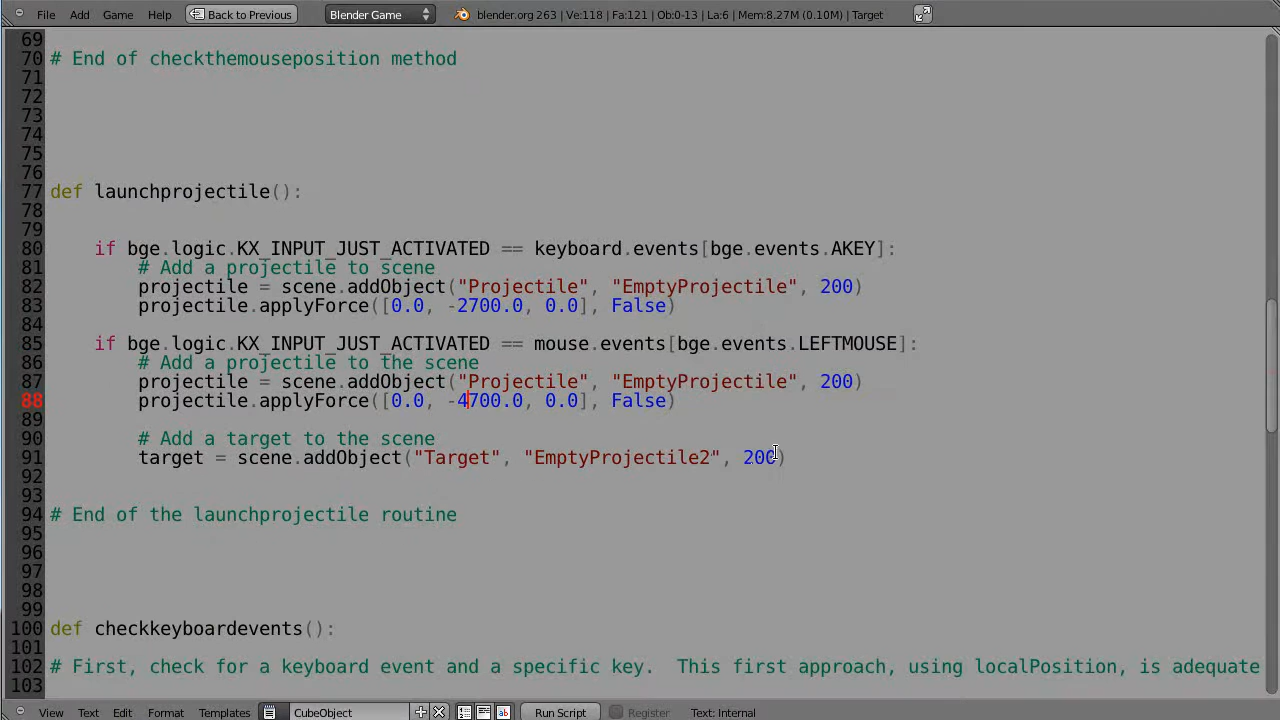 File Add Game Help Back to Previous Blender Game blender.org 263 | Ve:118 | Fa:121 | Ob:0-13 | La:6 | Mem:8.27M (0.10M) | Target
69
70 # End of checkthemouseposition method
71
72
73
74
75
76
77 def launchprojectile():
78
79
80     if bge.logic.KX_INPUT_JUST_ACTIVATED == keyboard.events[bge.events.AKEY]:
81         # Add a projectile to scene
82         projectile = scene.addObject("Projectile", "EmptyProjectile", 200)
83         projectile.applyForce([0.0, -2700.0, 0.0], False)
84
85     if bge.logic.KX_INPUT_JUST_ACTIVATED == mouse.events[bge.events.LEFTMOUSE]:
86         # Add a projectile to the scene
87         projectile = scene.addObject("Projectile", "EmptyProjectile", 200)
88         projectile.applyForce([0.0, -4700.0, 0.0], False)
89
90         # Add a target to the scene
91         target = scene.addObject("Target", "EmptyProjectile2", 200)
92
93
94 # End of the launchprojectile routine
95
96
97
98
99
100 def checkkeyboardevents():
101
102 # First, check for a keyboard event and a specific key.  This first approach, using localPosition, is adequate
103
View Text Edit Format Templates CubeObject Run Script Register Text: Internal